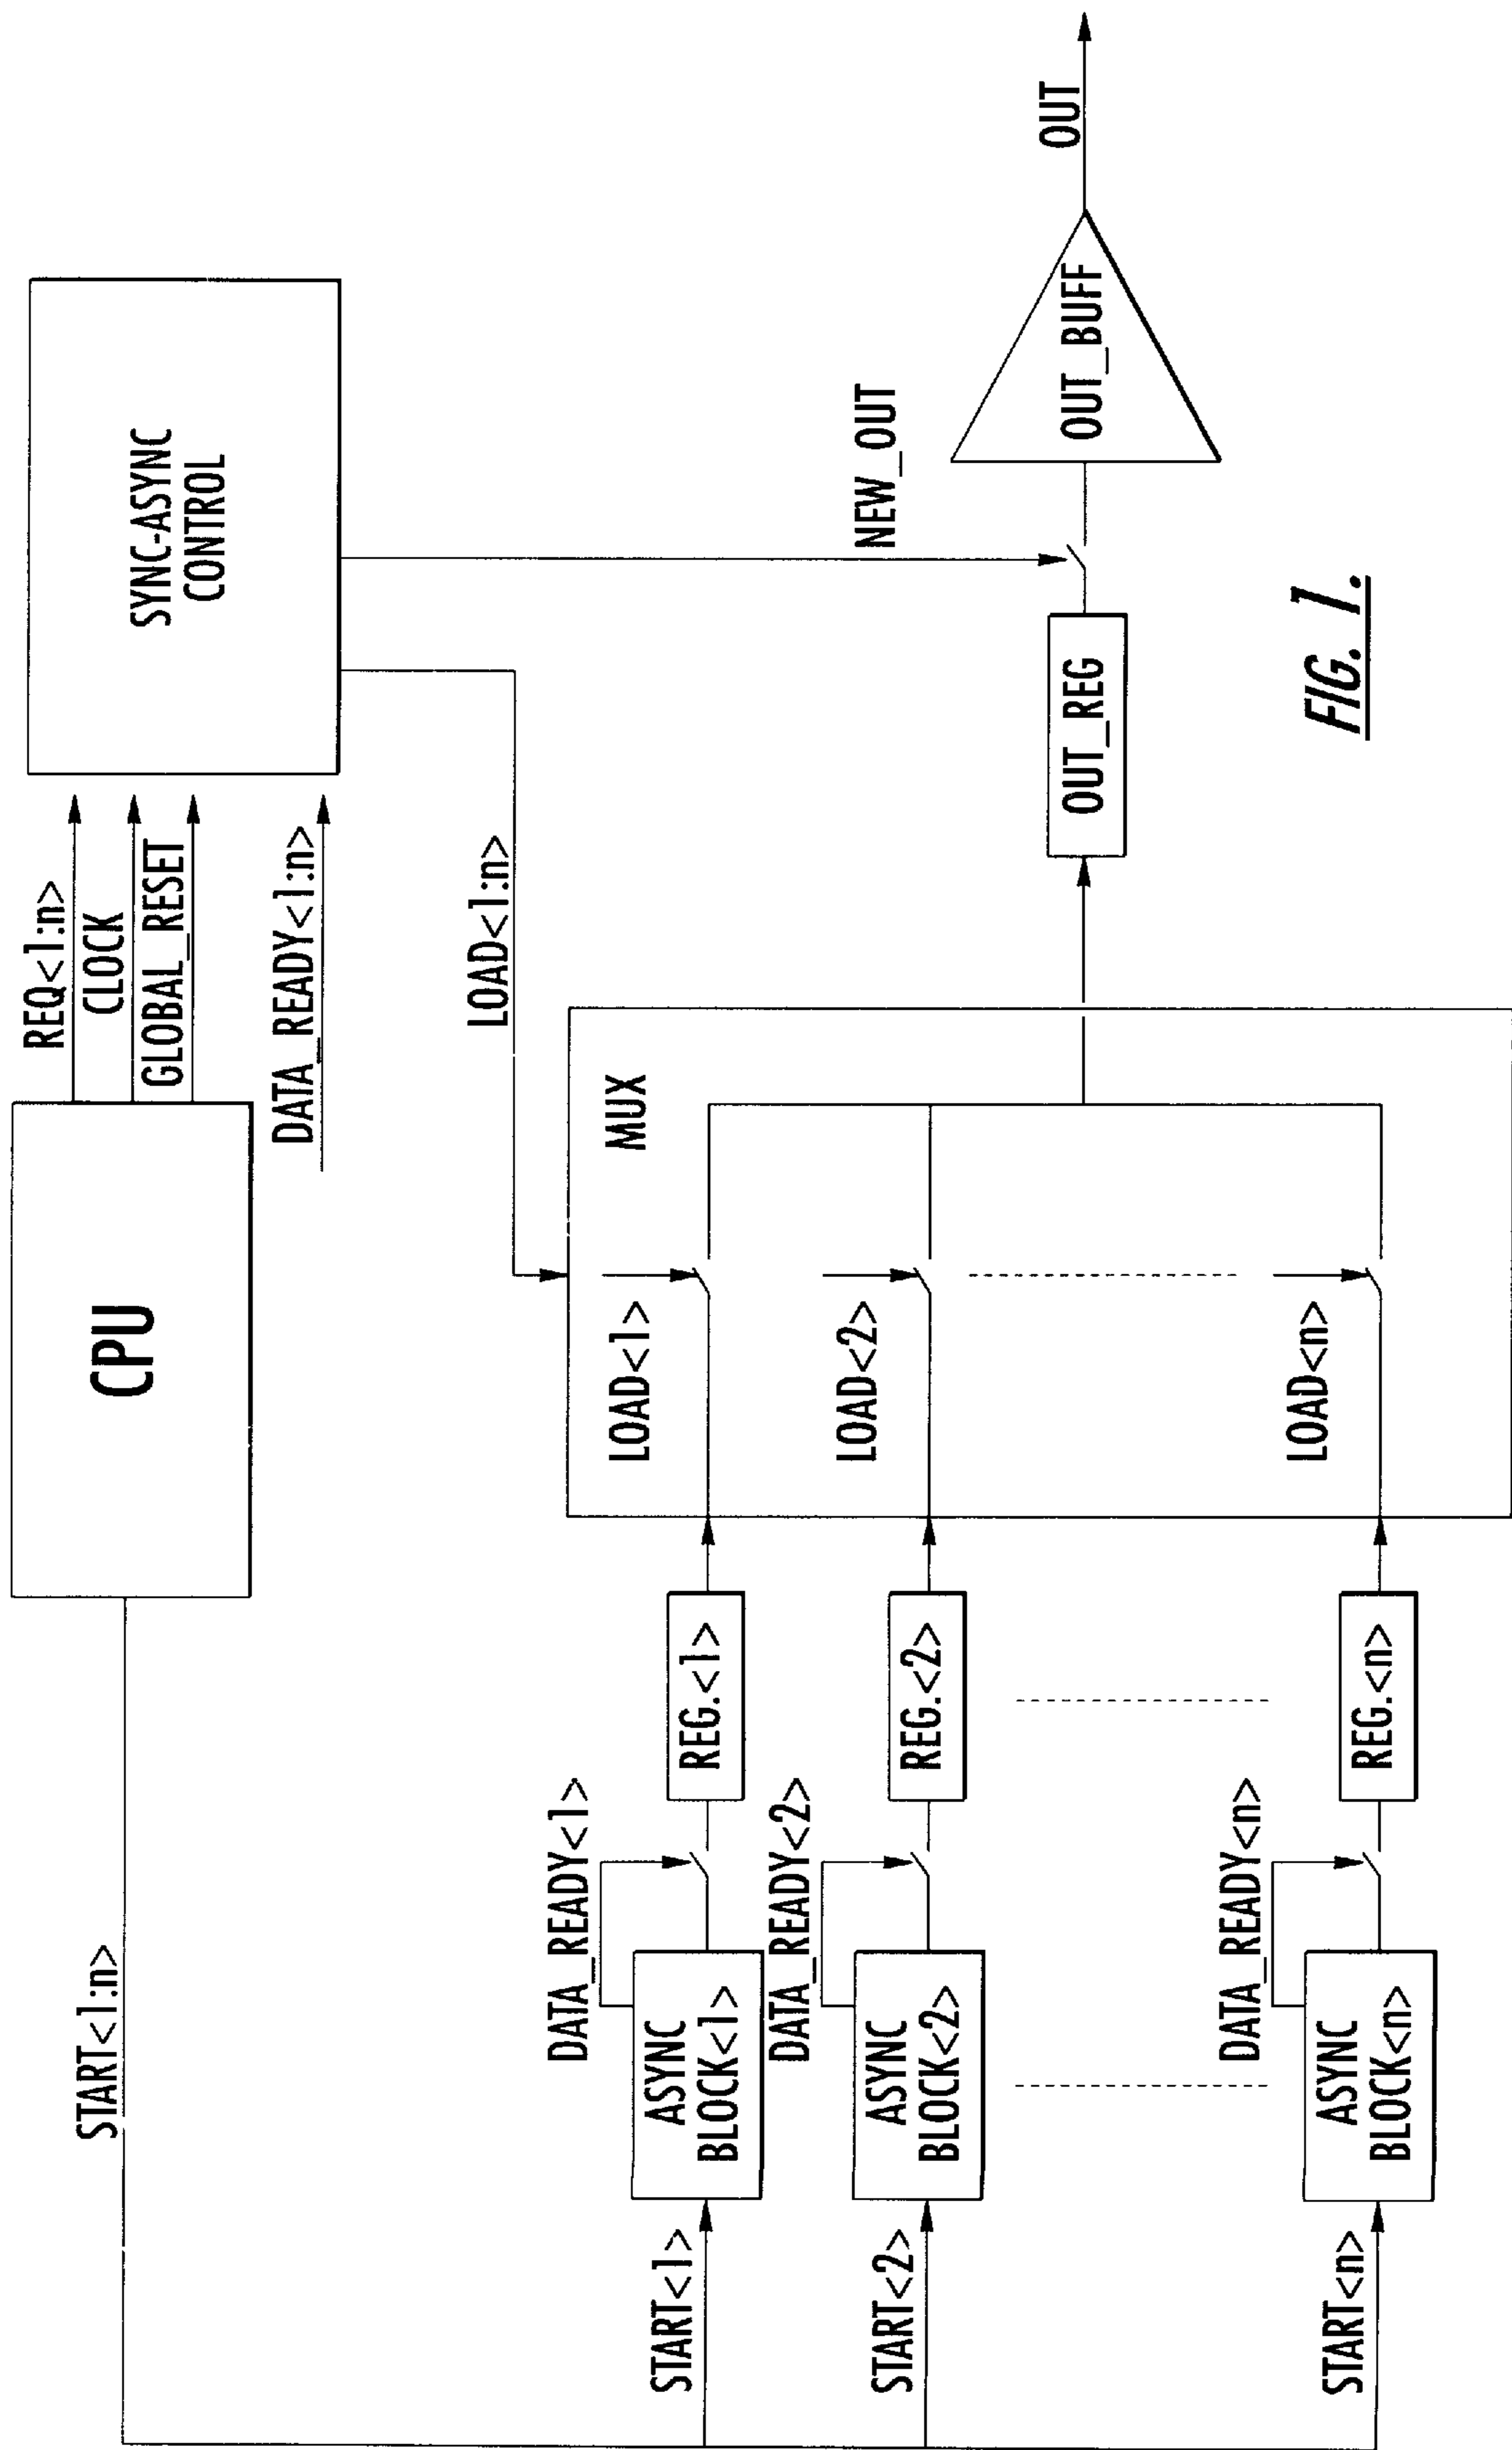 CPU
REQ<1:n>
CLOCK
GLOBAL_RESET
DATA_READY<1:n>
SYNC-ASYNC
CONTROL
START<1:n>
LOAD<1:n>
NEW_OUT
MUX
START<1>
ASYNC
BLOCK<1>
DATA_READY<1>
REG.<1>
LOAD<1>
START<2>
ASYNC
BLOCK<2>
DATA_READY<2>
REG.<2>
LOAD<2>
START<n>
ASYNC
BLOCK<n>
DATA_READY<n>
REG.<n>
LOAD<n>
OUT_REG
OUT_BUFF
OUT
FIG. 1.